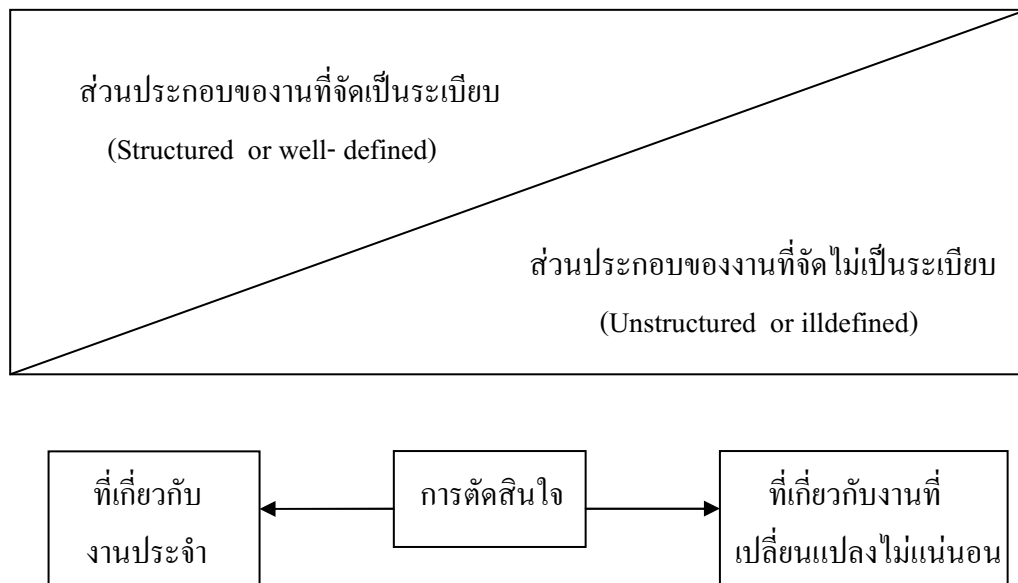 ส่วนประกอบของานที่จัดเป็นระเบียบ
(Structured or well- defined)
ส่วนประกอบของงานที่จัดไม่เป็นระเบียบ
(Unstructured or illdefined)
ที่เกี่ยวกับ
งานประจำ
การตัดสินใจ
ที่เกี่ยวกับงานที่
เปลี่ยนแปลงไม่แน่นอน